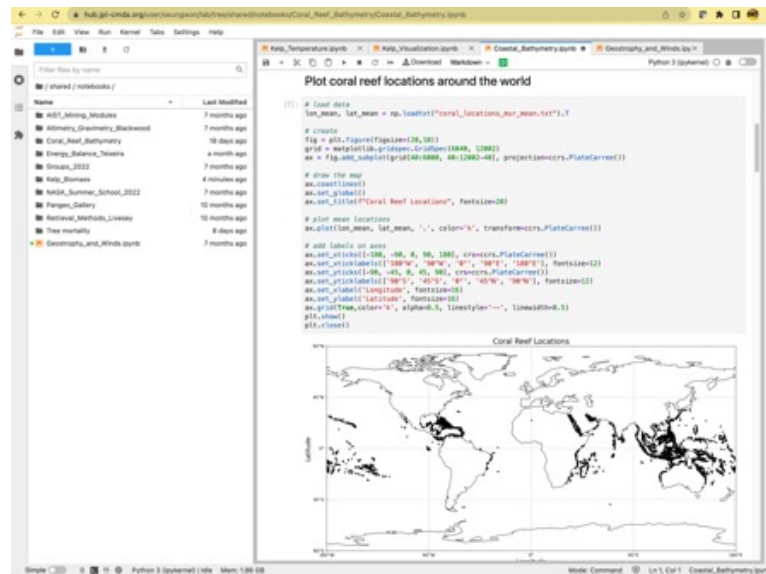 hub.jpl-cmda.org/user/seungwon/lab/tree/shared/notebooks/Coral_Reef_Bathymetry/Coastal_Bathymetry.ipynb
File Edit View Run Kernel Tabs Settings Help
Filter files by name
/ shared / notebooks /
Name Last Modified
AIST_Mining_Modules 7 months ago
Altimetry_Gravimetry_Blackwood 7 months ago
Coral_Reef_Bathymetry 16 days ago
Energy_Balance_Teixeira a month ago
Groups_2022 7 months ago
Kelp_Biomass 4 minutes ago
NASA_Summer_School_2022 7 months ago
Pangeo_Gallery 10 months ago
Retrieval_Methods_Livesey 10 months ago
Tree mortality 8 days ago
Geostrophy_and_Winds.ipynb 7 months ago
Kelp_Temperature.ipynb
Kelp_Visualization.ipynb
Coastal_Bathymetry.ipynb
Geostrophy_and_Winds.ipy
Download Markdown Python 3 (ipykernel)
Plot coral reef locations around the world
# load data
lon_mean, lat_mean = np.loadtxt("coral_locations_mur_mean.txt").T
# create
fig = plt.figure(figsize=(20,10))
grid = matplotlib.gridspec.GridSpec(6040, 12002)
ax = fig.add_subplot(grid[40:6000, 40:12002-40], projection=ccrs.PlateCarree())
# draw the map
ax.coastlines()
ax.set_global()
ax.set_title(f"Coral Reef Locations", fontsize=20)
# plot mean locations
ax.plot(lon_mean, lat_mean, '.', color='k', transform=ccrs.PlateCarree())
# add labels on axes
ax.set_xticks([-180, -90, 0, 90, 180], crs=ccrs.PlateCarree())
ax.set_xticklabels(['180°W', '90°W', '0°', '90°E', '180°E'], fontsize=12)
ax.set_yticks([-90, -45, 0, 45, 90], crs=ccrs.PlateCarree())
ax.set_yticklabels(['90°S', '45°S', '0°', '45°N', '90°N'], fontsize=12)
ax.set_xlabel('Longitude', fontsize=16)
ax.set_ylabel('Latitude', fontsize=16)
ax.grid(True,color='k', alpha=0.5, linestyle='--', linewidth=0.5)
plt.show()
plt.close()
Coral Reef Locations
Latitude
Simple
Python 3 (ipykernel) | Idle Mem: 1.86 GB
Mode: Command
Ln 1, Col 1 Coastal_Bathymetry.ipyn